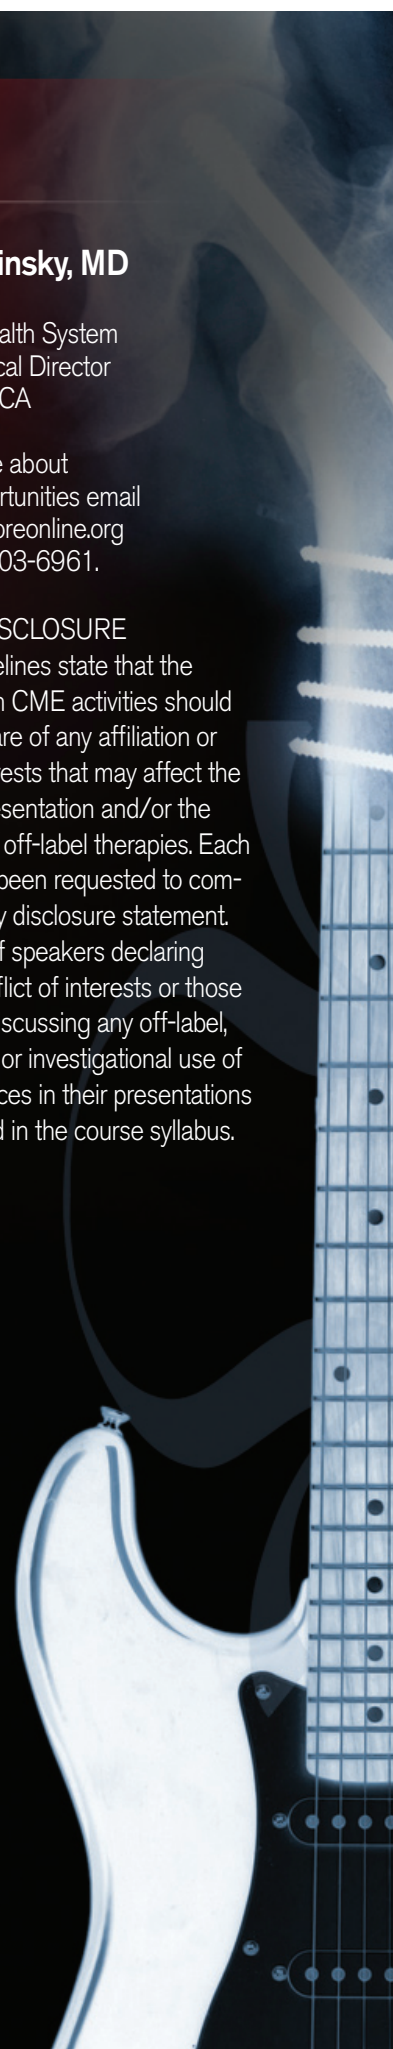 insky, MD
alth System
cal Director
CA
e about
rtunities email
oreonline.org
03-6961.
SCLOSURE
elines state that the
n CME activities should
are of any affiliation or
rests that may affect the
esentation and/or the
off-label therapies. Each
been requested to com-
y disclosure statement.
f speakers declaring
flict of interests or those
iscussing any off-label,
or investigational use of
ces in their presentations
d in the course syllabus.